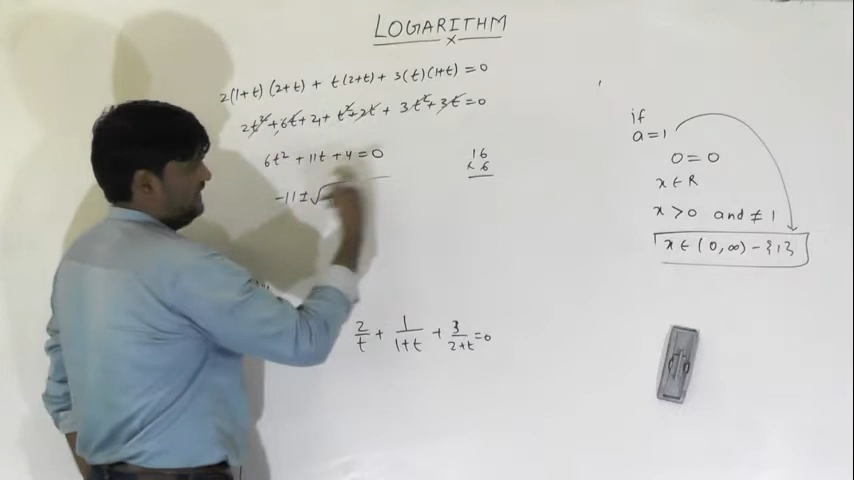 LOGARITHM
x
2(1+t)(2+t) + t(2+t) + 3(t)(1+t) = 0
2t² + 6t + 4 + t² + 2t + 3t² + 3t = 0
6t² + 11t + 4 = 0
-11 ± √
16
× 6
2/t + 1/(1+t) + 3/(2+t) = 0
if
a = 1
0 = 0
x ∈ R
x > 0 and ≠ 1
x ∈ (0, ∞) - {1}